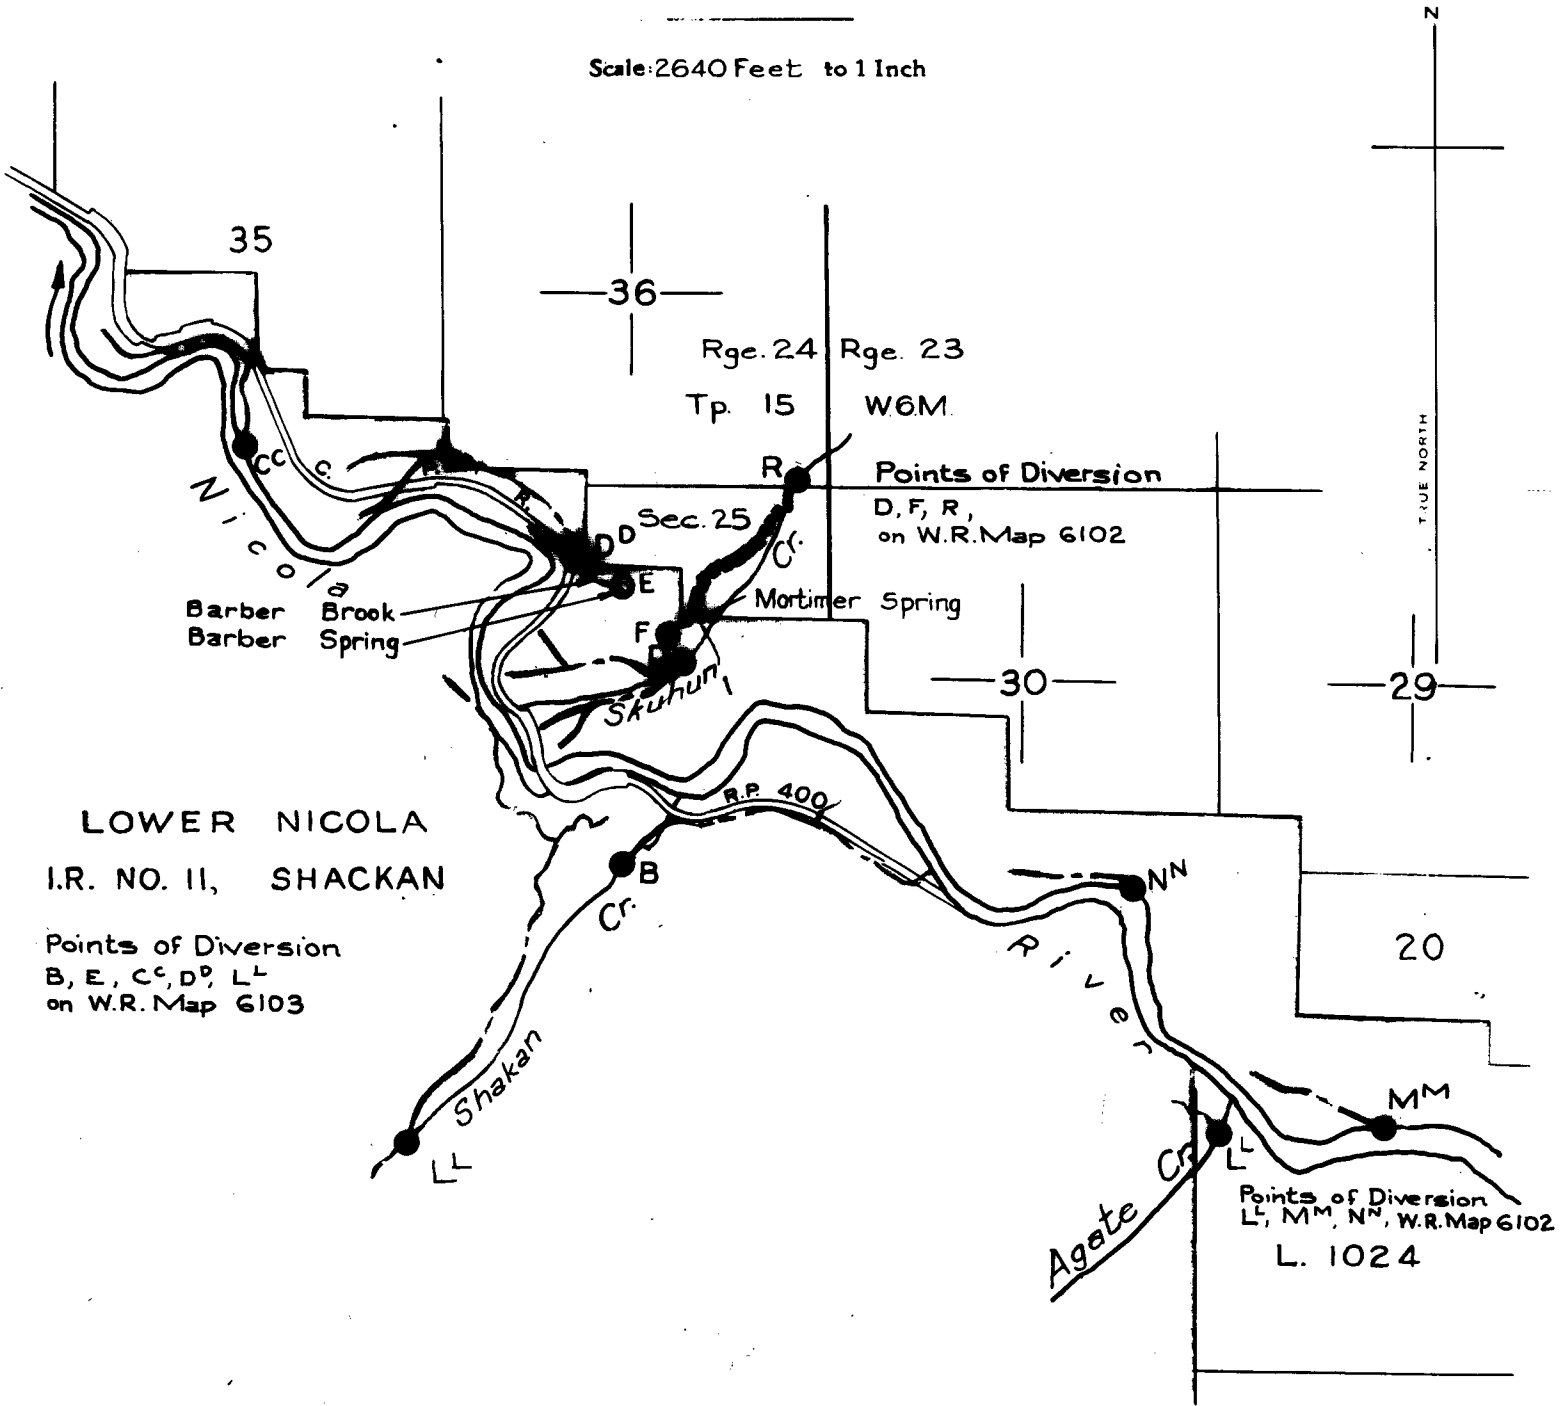 N
Scale: 2640 Feet to 1 Inch
35
36
Rge. 24 Rge. 23
Tp. 15 W.6.M.
TRUE NORTH
R
Points of Diversion
D, F, R,
on W.R. Map 6102
Cᶜ
C.
R.
Sec. 25
Cr.
Dᴰ
E
Nicola
Barber Brook
Barber Spring
Mortimer Spring
F
D
Skuhun
30
29
R.P. 400
LOWER NICOLA
I.R. NO. 11, SHACKAN
B
Cr.
Nᴺ
River
20
Points of Diversion
B, E, Cᶜ, Dᴰ, Lᴸ
on W.R. Map 6103
Shakan
Lᴸ
Mᴹ
Lᴸ
Cr.
Agate
Points of Diversion
Lᴸ, Mᴹ, Nᴺ, W.R. Map 6102
L. 1024